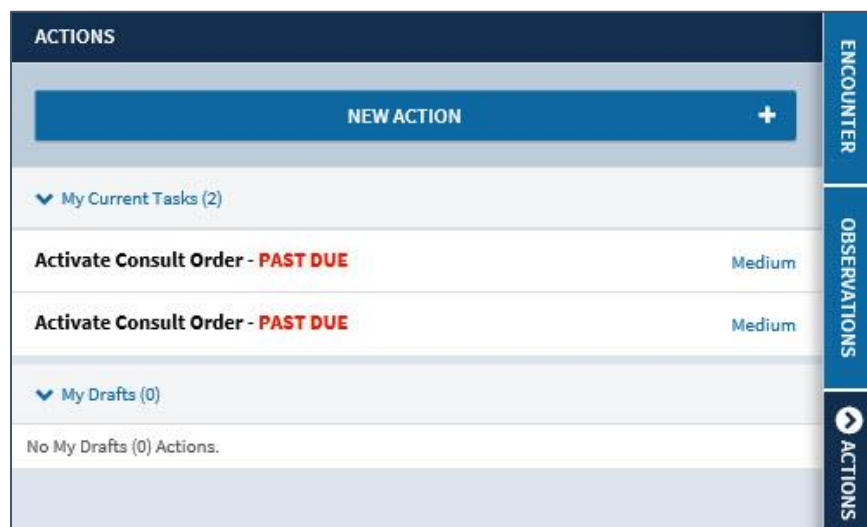 ACTIONS
NEW ACTION +
My Current Tasks (2)
Activate Consult Order - PAST DUE Medium
Activate Consult Order - PAST DUE Medium
My Drafts (0)
No My Drafts (0) Actions.
ENCOUNTER
OBSERVATIONS
ACTIONS